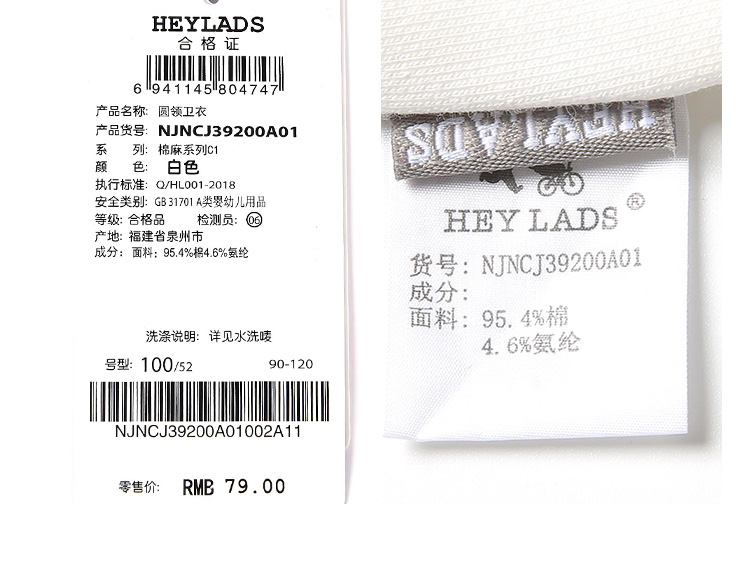 HEYLADS
合格证
6 941145 804747
产品名称: 圆领卫衣
产品货号: NJNCJ39200A01
系 列: 棉麻系列C1
颜 色: 白色
执行标准: Q/HL001-2018
安全类别: GB 31701 A类婴幼儿用品
等级: 合格品 检测员: 06
产地: 福建省泉州市
成分: 面料: 95.4%棉4.6%氨纶
洗涤说明: 详见水洗唛
号型: 100/52 90-120
NJNCJ39200A01002A11
零售价: RMB 79.00
HEYLADS
HEY LADS®
货号: NJNCJ39200A01
成分:
面料: 95.4%棉
4.6%氨纶